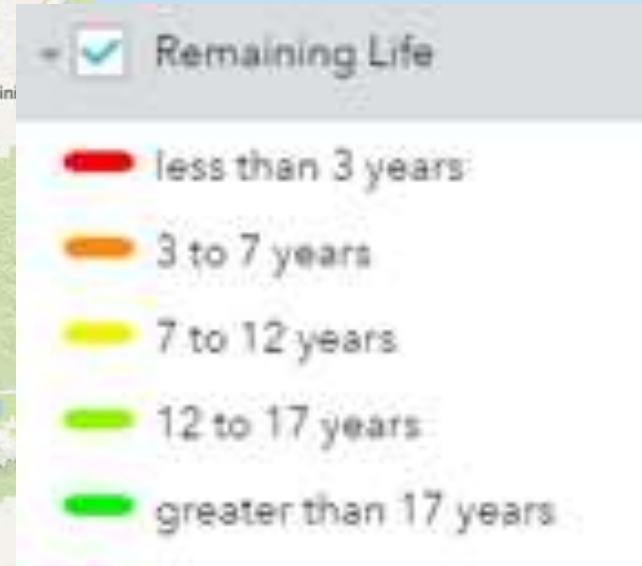 Remaining Life
less than 3 years
3 to 7 years
7 to 12 years
12 to 17 years
greater than 17 years